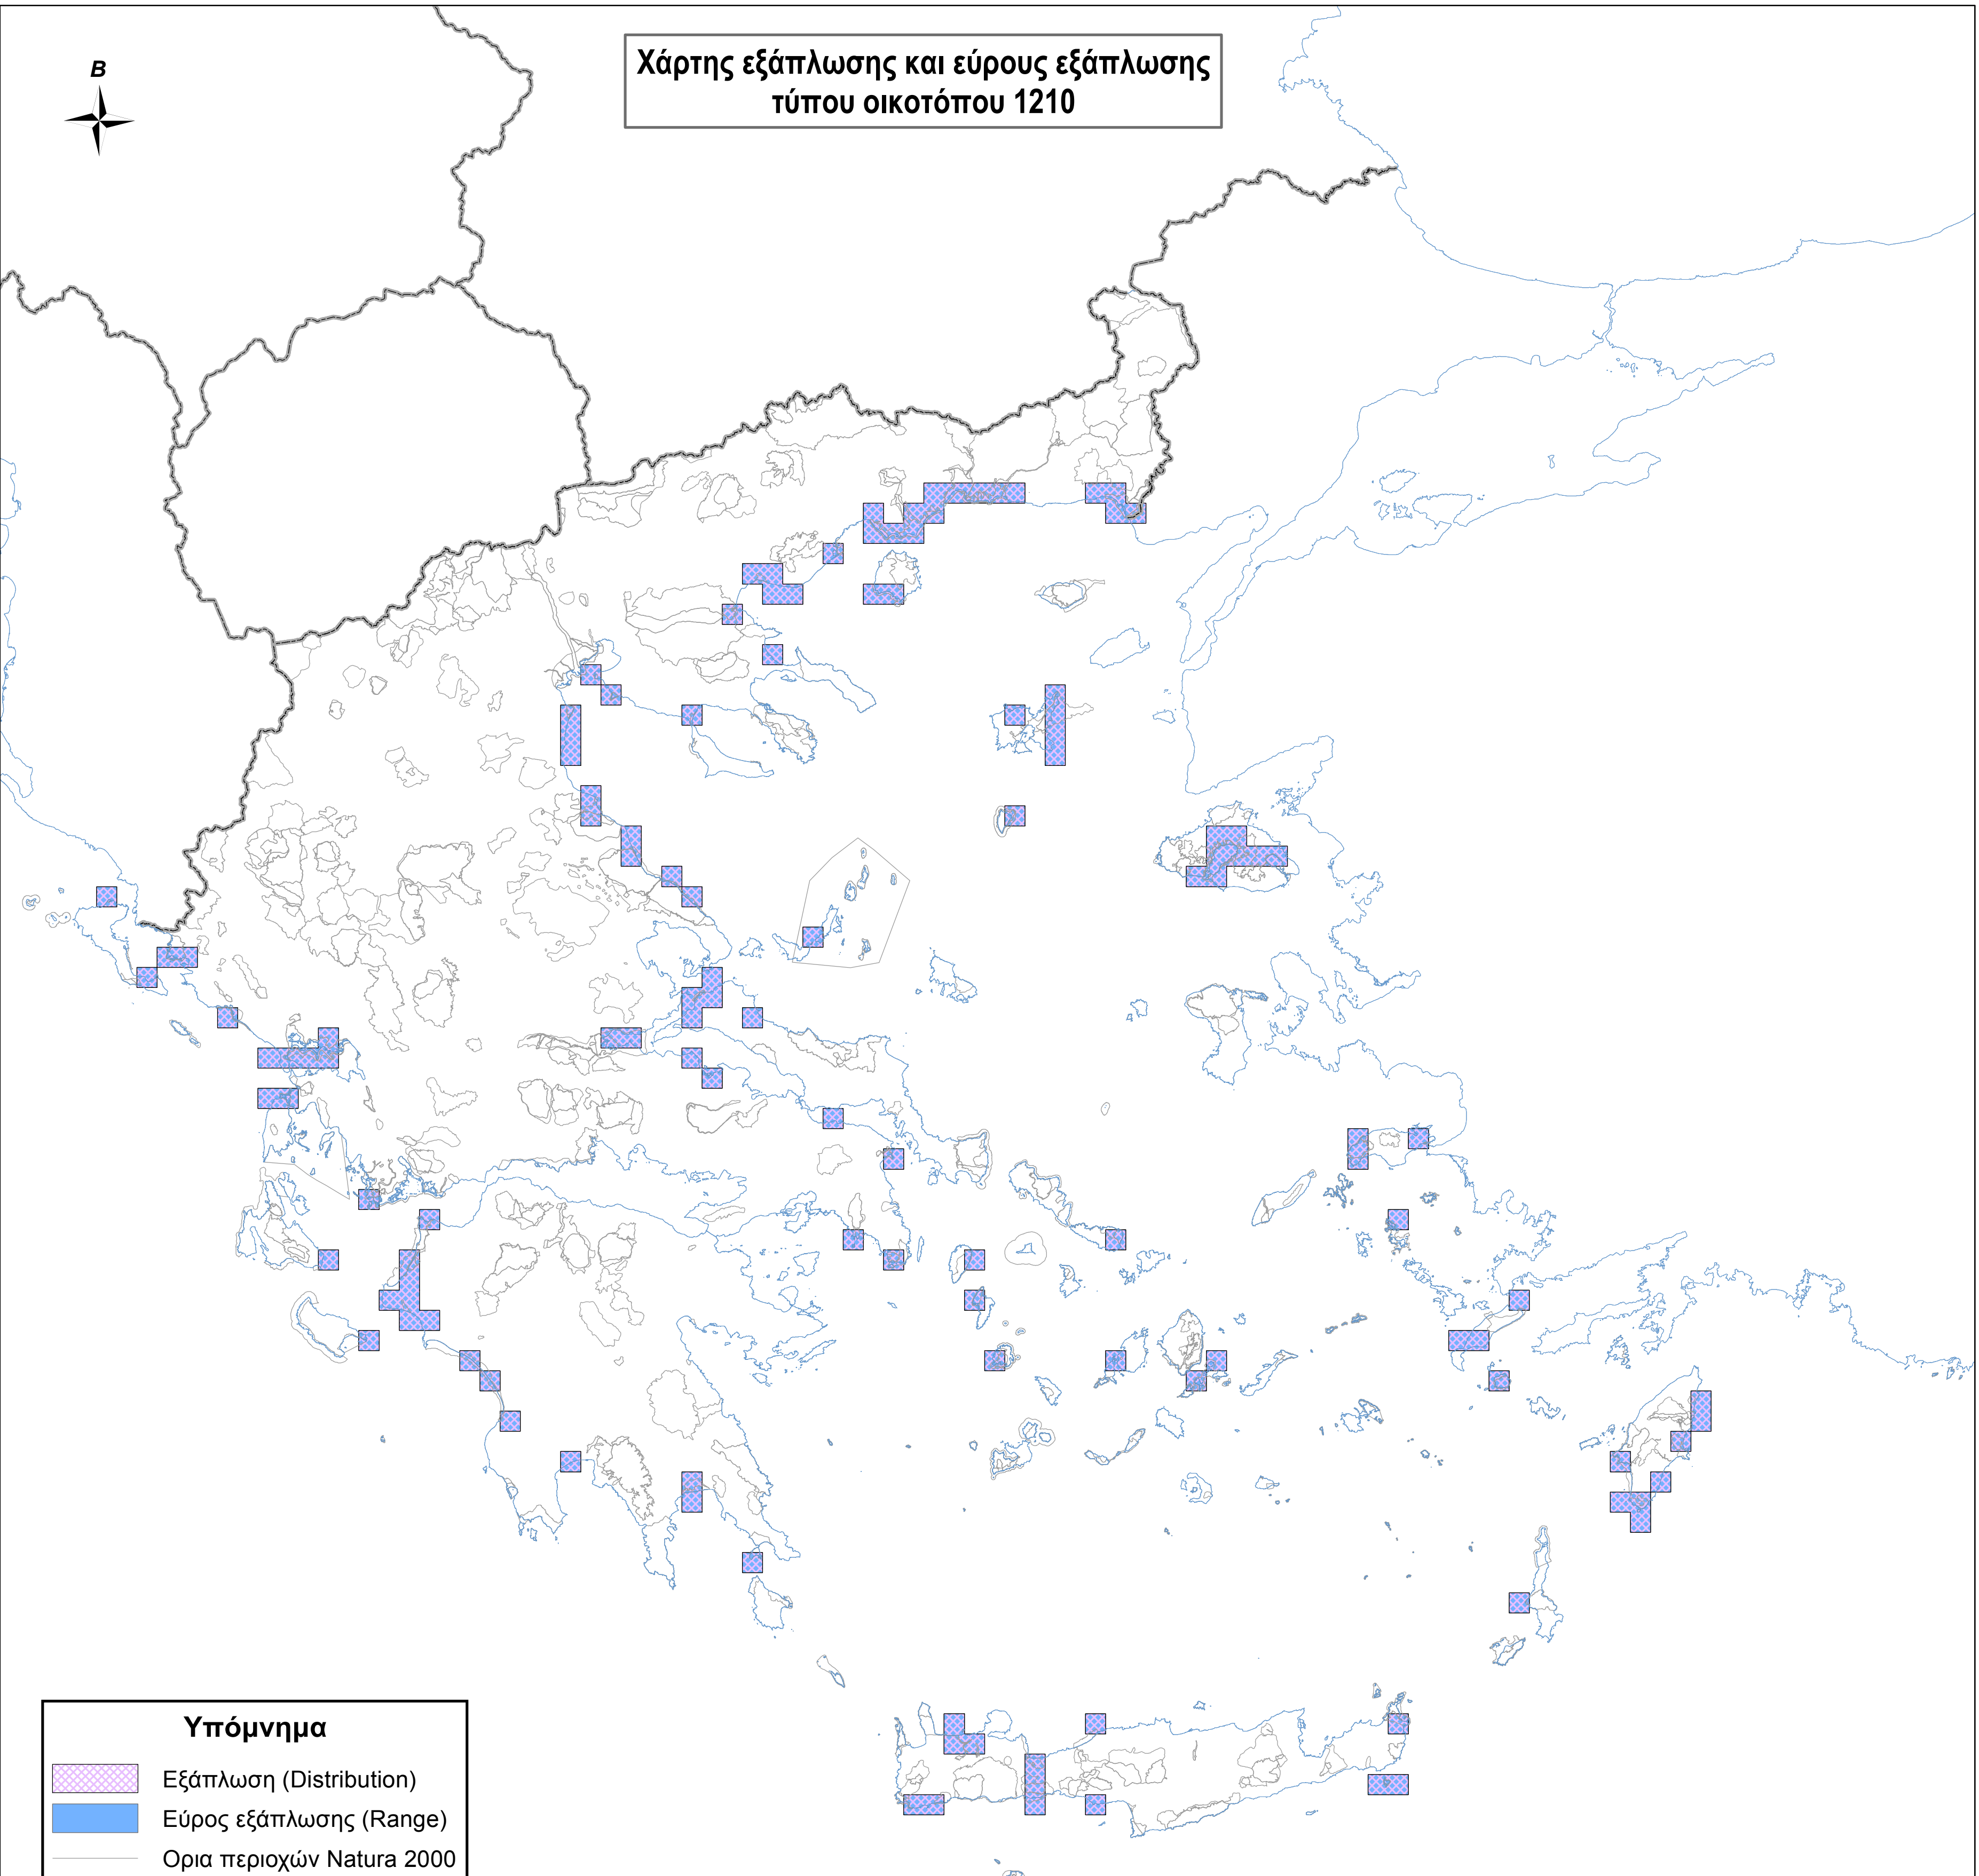 Χάρτης εξάπλωσης και εύρους εξάπλωσης
τύπου οικοτόπου 1210
Β
Υπόμνημα
Εξάπλωση (Distribution)
Εύρος εξάπλωσης (Range)
Ορια περιοχών Natura 2000